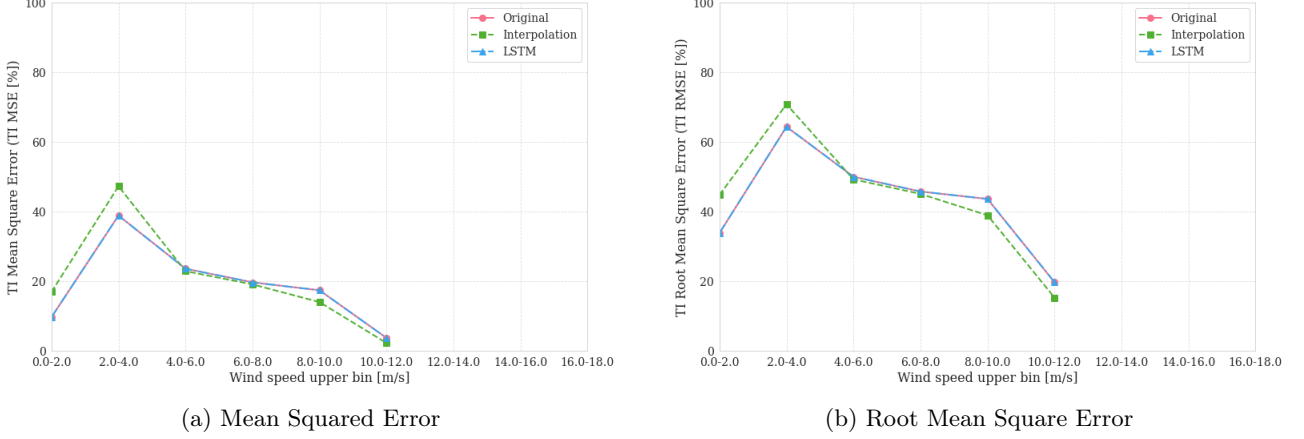 100
80
60
40
20
0
TI Mean Square Error (TI MSE [%])
Original
Interpolation
LSTM
0.0-2.0 2.0-4.0 4.0-6.0 6.0-8.0 8.0-10.0 10.0-12.0 12.0-14.0 14.0-16.0 16.0-18.0
Wind speed upper bin [m/s]
(a) Mean Squared Error
100
80
60
40
20
0
TI Root Mean Square Error (TI RMSE [%])
Original
Interpolation
LSTM
0.0-2.0 2.0-4.0 4.0-6.0 6.0-8.0 8.0-10.0 10.0-12.0 12.0-14.0 14.0-16.0 16.0-18.0
Wind speed upper bin [m/s]
(b) Root Mean Square Error